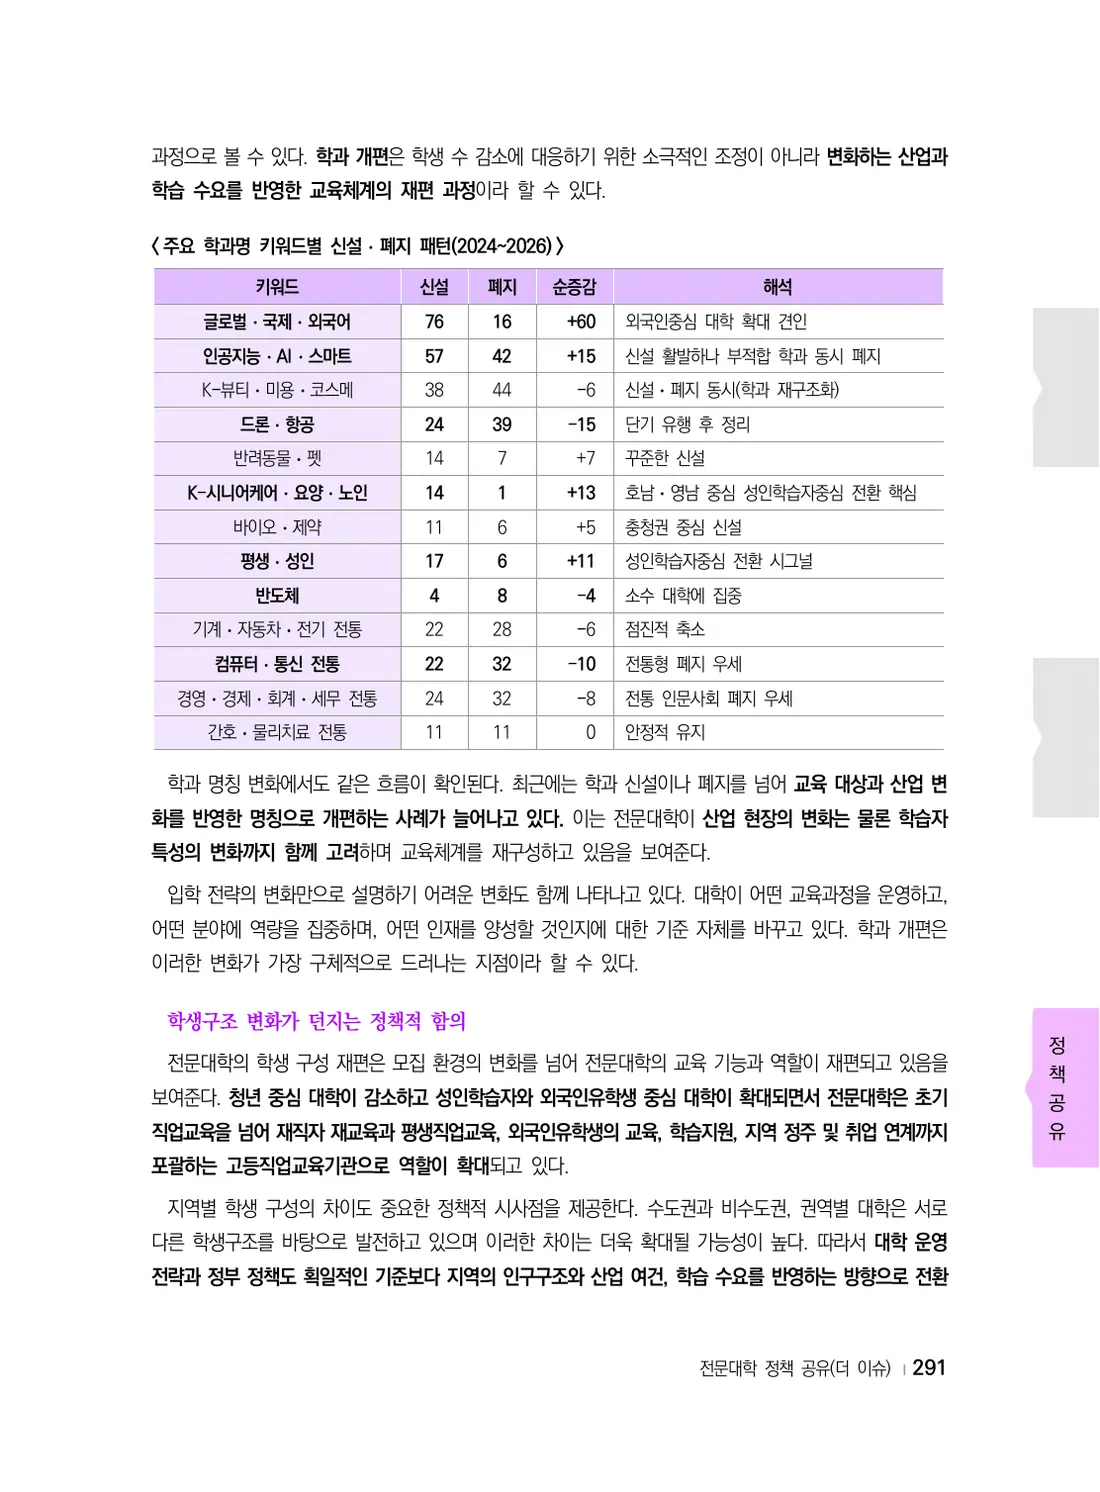 과정으로 볼 수 있다. 학과 개편은 학생 수 감소에 대응하기 위한 소극적인 조정이 아니라 변화하는 산업과
학습 수요를 반영한 교육체계의 재편 과정이라 할 수 있다.
〈 주요 학과명 키워드별 신설·폐지 패턴(2024~2026) 〉
키워드 신설 폐지 순증감 해석
글로벌·국제·외국어 76 16 +60 외국인중심 대학 확대 견인
인공지능·AI·스마트 57 42 +15 신설 활발하나 부적합 학과 동시 폐지
K-뷰티·미용·코스메 38 44 -6 신설·폐지 동시(학과 재구조화)
드론·항공 24 39 -15 단기 유행 후 정리
반려동물·펫 14 7 +7 꾸준한 신설
K-시니어케어·요양·노인 14 1 +13 호남·영남 중심 성인학습자중심 전환 핵심
바이오·제약 11 6 +5 충청권 중심 신설
평생·성인 17 6 +11 성인학습자중심 전환 시그널
반도체 4 8 -4 소수 대학에 집중
기계·자동차·전기 전통 22 28 -6 점진적 축소
컴퓨터·통신 전통 22 32 -10 전통형 폐지 우세
경영·경제·회계·세무 전통 24 32 -8 전통 인문사회 폐지 우세
간호·물리치료 전통 11 11 0 안정적 유지
학과 명칭 변화에서도 같은 흐름이 확인된다. 최근에는 학과 신설이나 폐지를 넘어 교육 대상과 산업 변
화를 반영한 명칭으로 개편하는 사례가 늘어나고 있다. 이는 전문대학이 산업 현장의 변화는 물론 학습자
특성의 변화까지 함께 고려하며 교육체계를 재구성하고 있음을 보여준다.
입학 전략의 변화만으로 설명하기 어려운 변화도 함께 나타나고 있다. 대학이 어떤 교육과정을 운영하고,
어떤 분야에 역량을 집중하며, 어떤 인재를 양성할 것인지에 대한 기준 자체를 바꾸고 있다. 학과 개편은
이러한 변화가 가장 구체적으로 드러나는 지점이라 할 수 있다.
학생구조 변화가 던지는 정책적 함의
전문대학의 학생 구성 재편은 모집 환경의 변화를 넘어 전문대학의 교육 기능과 역할이 재편되고 있음을
보여준다. 청년 중심 대학이 감소하고 성인학습자와 외국인유학생 중심 대학이 확대되면서 전문대학은 초기
직업교육을 넘어 재직자 재교육과 평생직업교육, 외국인유학생의 교육, 학습지원, 지역 정주 및 취업 연계까지
포괄하는 고등직업교육기관으로 역할이 확대되고 있다.
지역별 학생 구성의 차이도 중요한 정책적 시사점을 제공한다. 수도권과 비수도권, 권역별 대학은 서로
다른 학생구조를 바탕으로 발전하고 있으며 이러한 차이는 더욱 확대될 가능성이 높다. 따라서 대학 운영
전략과 정부 정책도 획일적인 기준보다 지역의 인구구조와 산업 여건, 학습 수요를 반영하는 방향으로 전환
정책공유
전문대학 정책 공유(더 이슈) | 291